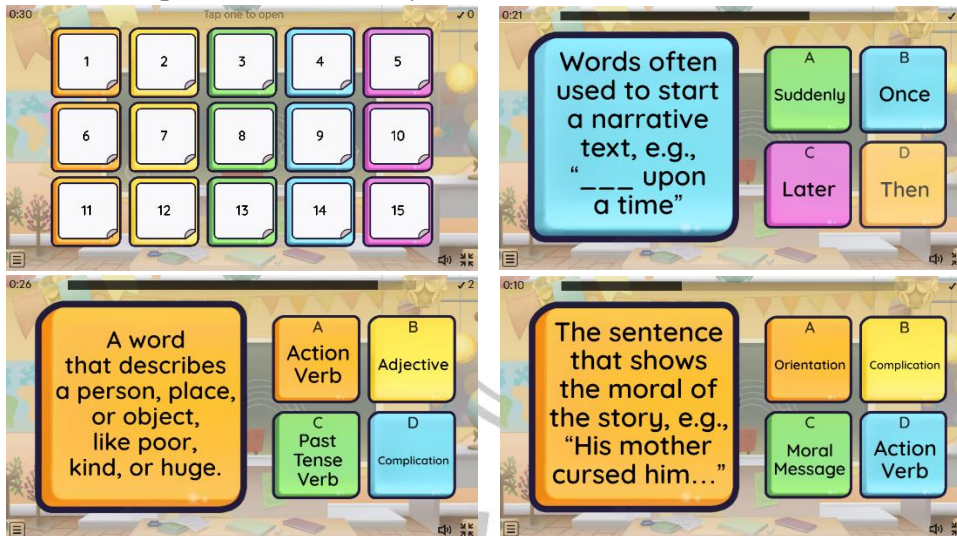 0:30
Tap one to open
✓ 0
1
2
3
4
5
6
7
8
9
10
11
12
13
14
15
0:21
✓
Words often
used to start
a narrative
text, e.g.,
“___ upon
a time”
A
Suddenly
B
Once
C
Later
D
Then
0:26
✓ 2
A word
that describes
a person, place,
or object,
like poor,
kind, or huge.
A
Action
Verb
B
Adjective
C
Past
Tense
Verb
D
Complication
0:10
✓
The sentence
that shows
the moral of
the story, e.g.,
“His mother
cursed him...”
A
Orientation
B
Complication
C
Moral
Message
D
Action
Verb